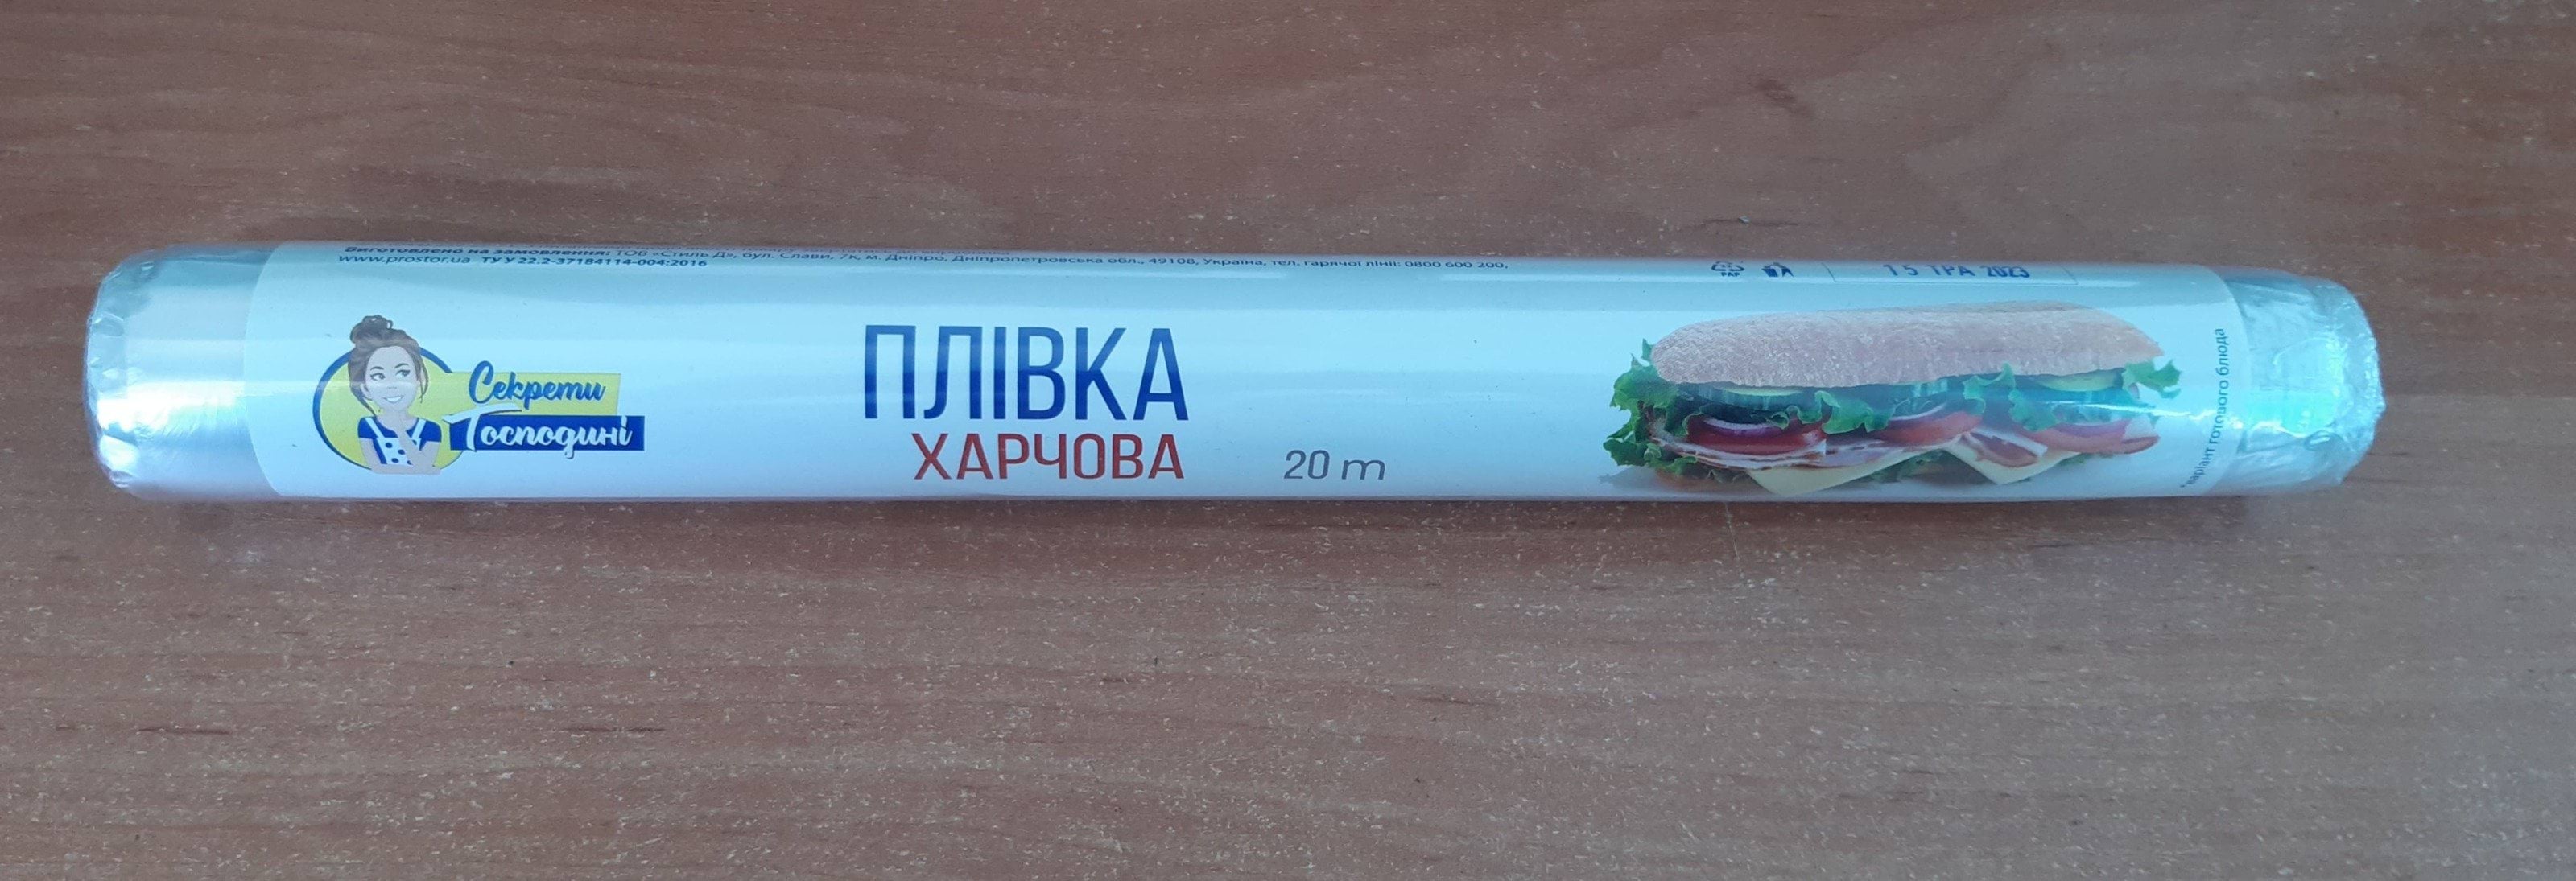 Виготовлено на замовлення: ТОВ «Стиль Д», бул. Слави, 7к, м. Дніпро, Дніпропетровська обл., 49108, Україна, тел. гарячої лінії: 0800 600 200,
www.prostor.ua ТУ У 22.2-37184114-004:2016
PAP
15 ТРА 2023
Секрети
Господині
ПЛІВКА
ХАРЧОВА
20 m
*варіант готового блюда